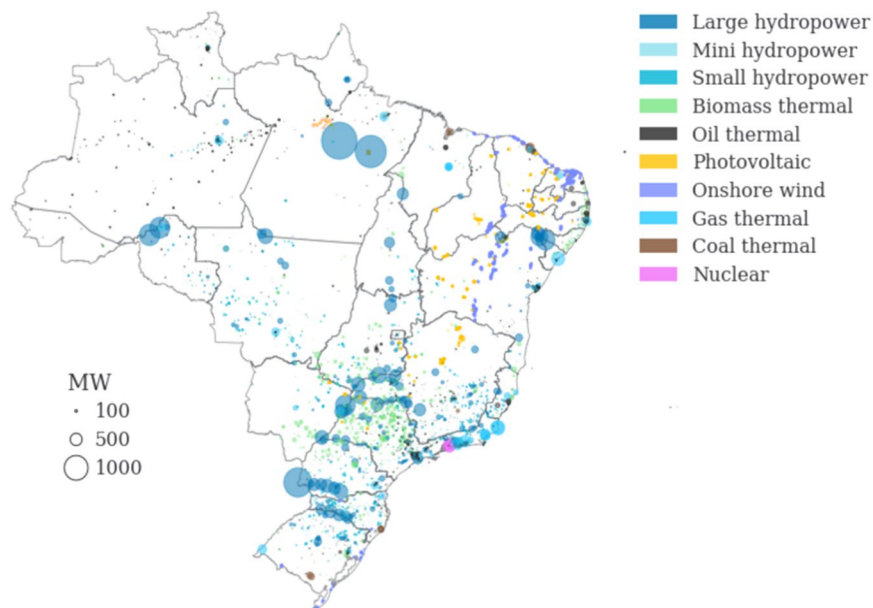 Large hydropower
Mini hydropower
Small hydropower
Biomass thermal
Oil thermal
Photovoltaic
Onshore wind
Gas thermal
Coal thermal
Nuclear
MW
100
500
1000